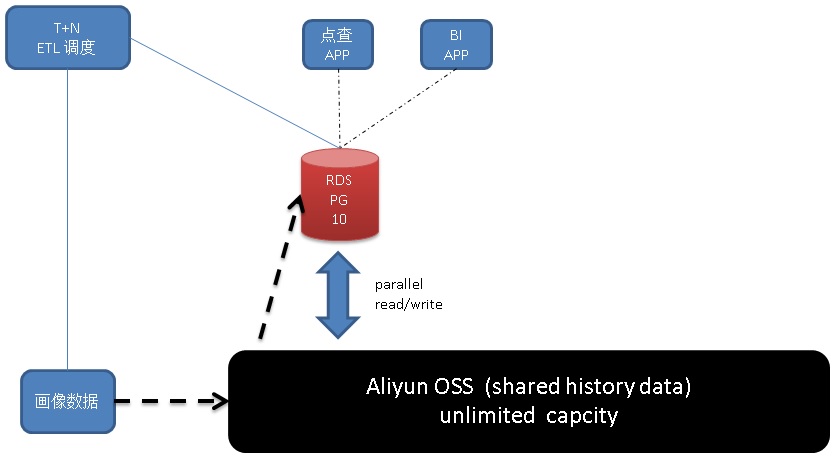 T+N
ETL 调度
点查
APP
BI
APP
RDS
PG
10
parallel
read/write
画像数据
Aliyun OSS (shared history data)
unlimited capcity